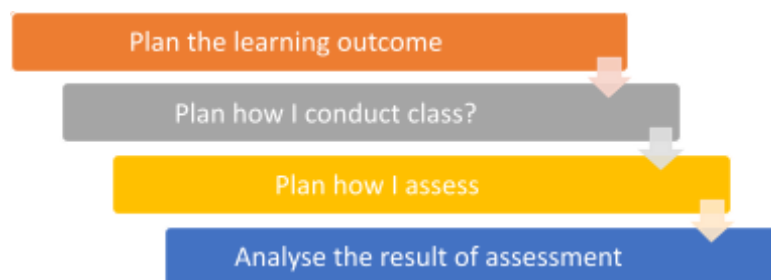 Plan the learning outcome
Plan how I conduct class?
Plan how I assess
Analyse the result of assessment